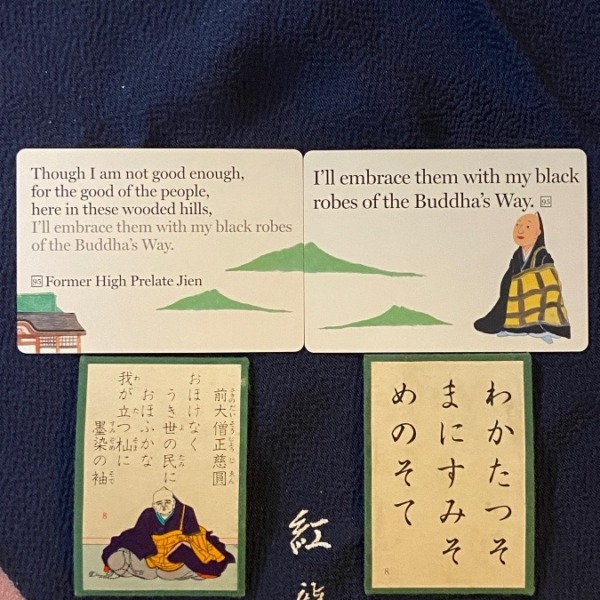 Though I am not good enough,
for the good of the people,
here in these wooded hills,
I'll embrace them with my black robes
of the Buddha's Way.
95 Former High Prelate Jien
I'll embrace them with my black
robes of the Buddha's Way. 95
前大僧正慈圓
おほけなく
うき世の民に
おほふかな
我が立つ杣に
墨染の袖
8
わかたつそ
まにすみそ
めのそて
8
紅